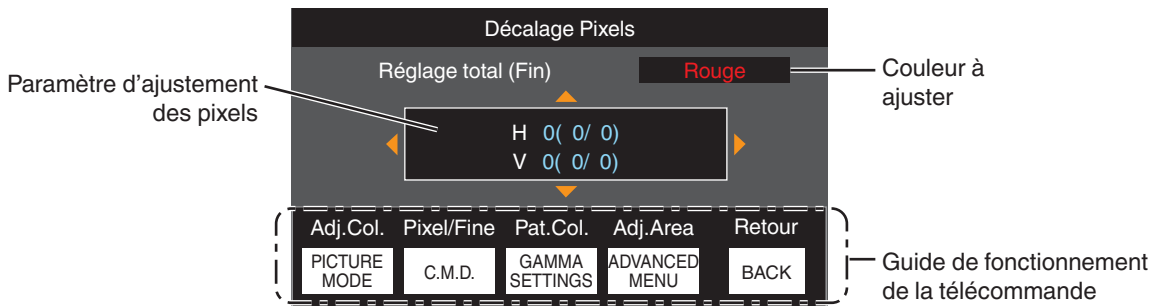 Décalage Pixels
Réglage total (Fin) Rouge
Paramètre d'ajustement
des pixels
Couleur à
ajuster
H 0( 0/ 0)
V 0( 0/ 0)
Adj.Col. Pixel/Fine Pat.Col. Adj.Area Retour
PICTURE
MODE
C.M.D.
GAMMA
SETTINGS
ADVANCED
MENU
BACK
Guide de fonctionnement
de la télécommande